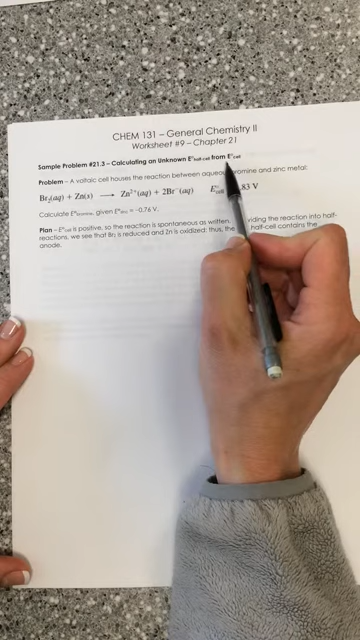 CHEM 131 – General Chemistry II
Worksheet #9 – Chapter 21
Sample Problem #21.3 – Calculating an Unknown E°half-cell from E°cell
Problem – A voltaic cell houses the reaction between aqueous bromine and zinc metal:
Br₂(aq) + Zn(s) ⟶ Zn²⁺(aq) + 2Br⁻(aq) E°cell .83 V
Calculate E°bromine, given E°zinc = –0.76 V.
Plan – E°cell is positive, so the reaction is spontaneous as written. viding the reaction into half-
reactions, we see that Br₂ is reduced and Zn is oxidized; thus, the half-cell contains the
anode.